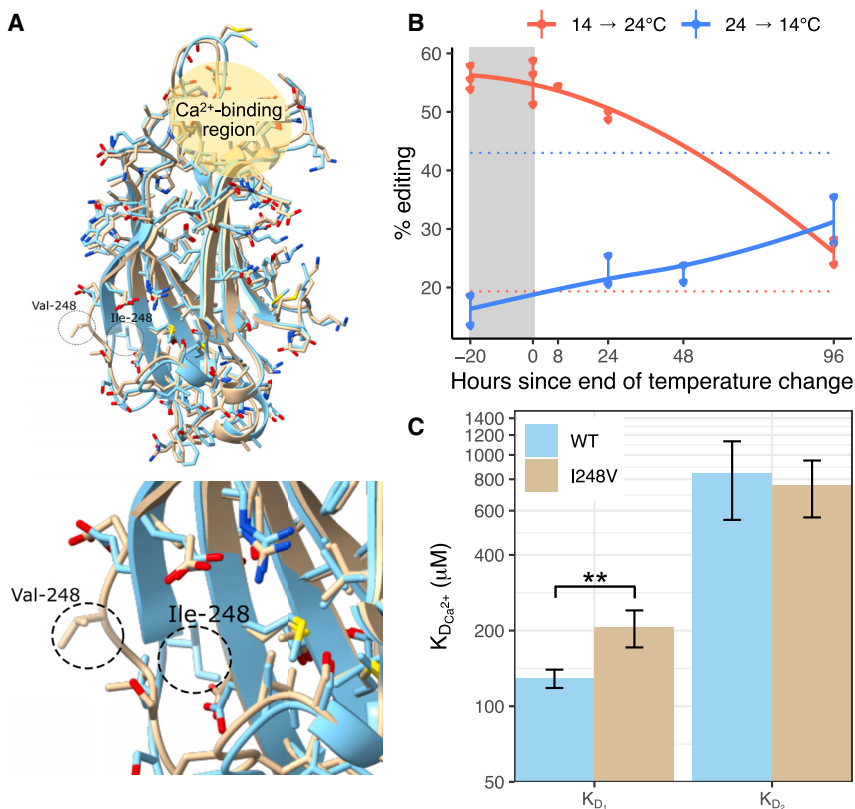 A
Ca²⁺-binding
region
Val-248
Ile-248
Val-248
Ile-248
B
14 → 24°C
24 → 14°C
% editing
60
50
40
30
20
−20
0
8
24
48
96
Hours since end of temperature change
C
WT
I248V
**
K_D_Ca²⁺ (μM)
1400
1200
1000
800
600
400
200
100
50
K_D₁
K_D₂